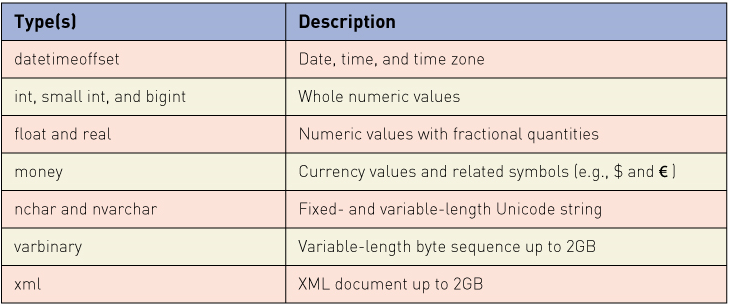 Type(s) Description
datetimeoffset Date, time, and time zone
int, small int, and bigint Whole numeric values
float and real Numeric values with fractional quantities
money Currency values and related symbols (e.g., $ and €)
nchar and nvarchar Fixed- and variable-length Unicode string
varbinary Variable-length byte sequence up to 2GB
xml XML document up to 2GB